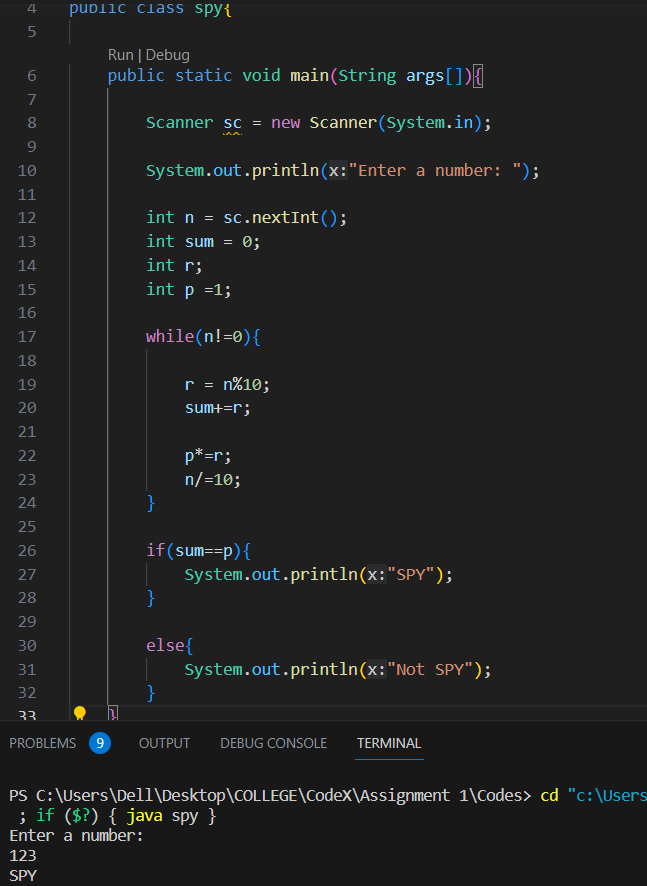 4 public class spy{
5
Run | Debug
6 public static void main(String args[]){
7
8 Scanner sc = new Scanner(System.in);
9
10 System.out.println(x:"Enter a number: ");
11
12 int n = sc.nextInt();
13 int sum = 0;
14 int r;
15 int p =1;
16
17 while(n!=0){
18
19 r = n%10;
20 sum+=r;
21
22 p*=r;
23 n/=10;
24 }
25
26 if(sum==p){
27 System.out.println(x:"SPY");
28 }
29
30 else{
31 System.out.println(x:"Not SPY");
32 }
33 }
PROBLEMS 9 OUTPUT DEBUG CONSOLE TERMINAL
PS C:\Users\Dell\Desktop\COLLEGE\CodeX\Assignment 1\Codes> cd "c:\Users
; if ($?) { java spy }
Enter a number:
123
SPY